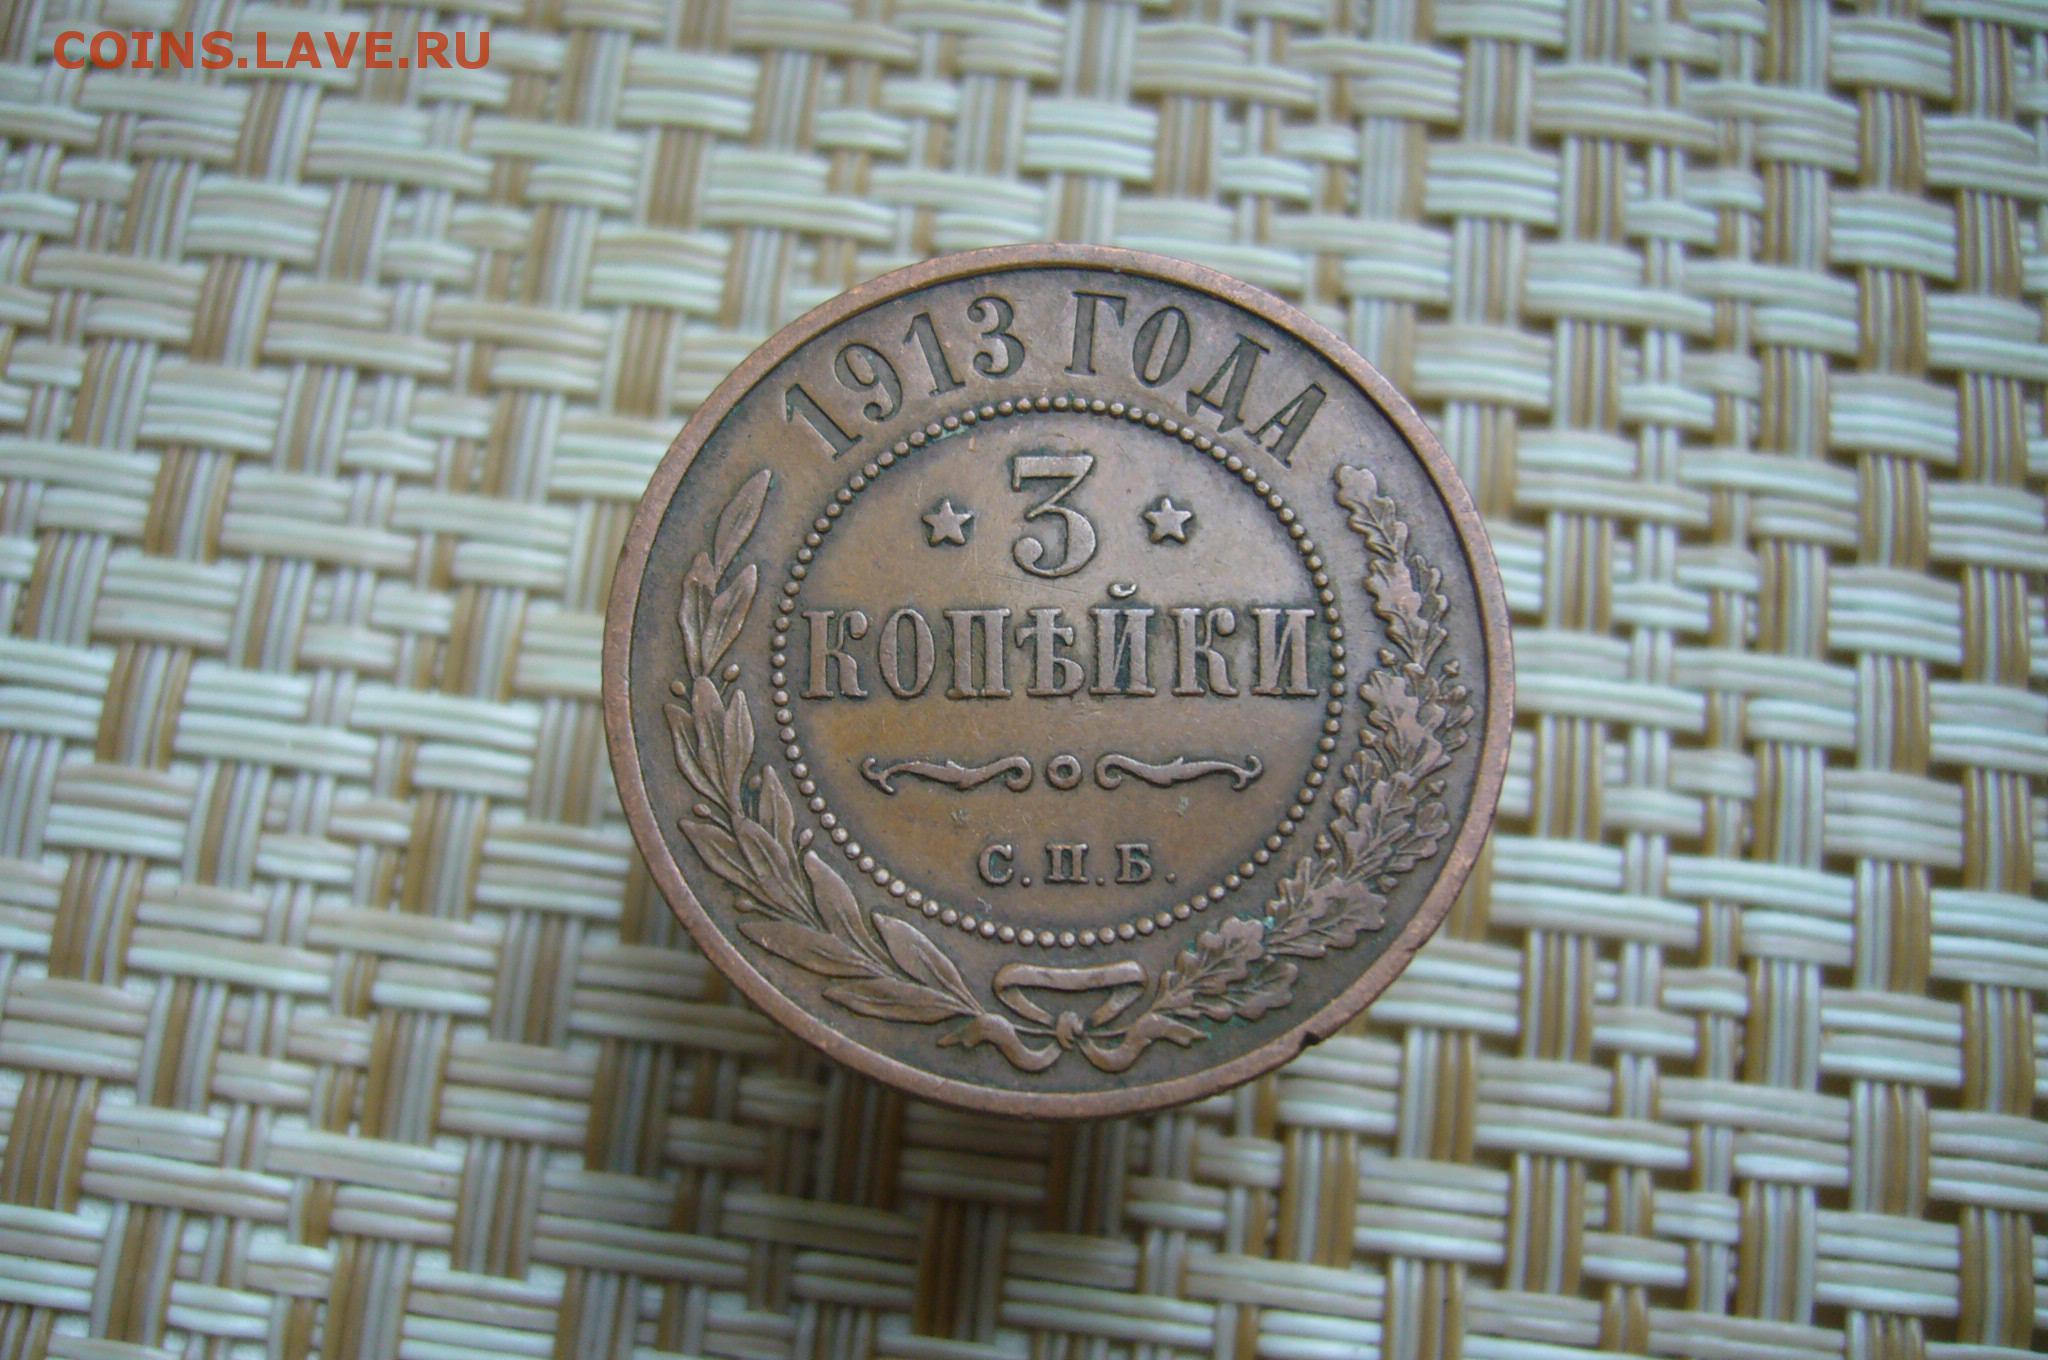 COINS.LAVE.RU
1913 ГОДА
3
КОПѢЙКИ
С.П.Б.